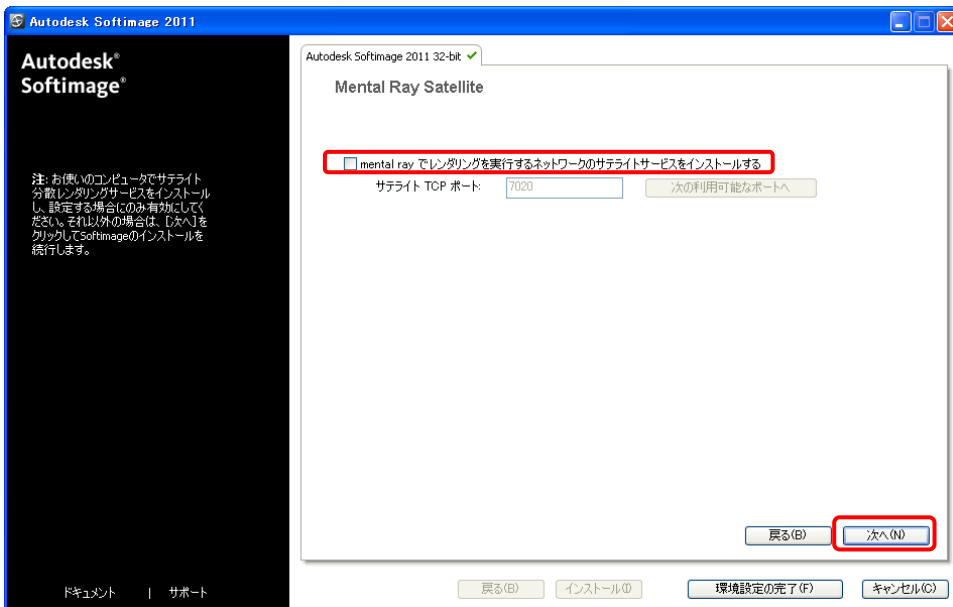 Autodesk Softimage 2011
Autodesk®
Softimage®
注: お使いのコンピュータでサテライト
分散レンダリングサービスをインストール
し、設定する場合にのみ有効にしてく
ださい。それ以外の場合は、[次へ]を
クリックしてSoftimageのインストールを
続行します。
Autodesk Softimage 2011 32-bit
Mental Ray Satellite
mental ray でレンダリングを実行するネットワークのサテライトサービスをインストールする
サテライト TCP ポート: 7020 次の利用可能なポートへ
戻る(B) 次へ(N)
ドキュメント | サポート
戻る(B) インストール(I) 環境設定の完了(F) キャンセル(C)